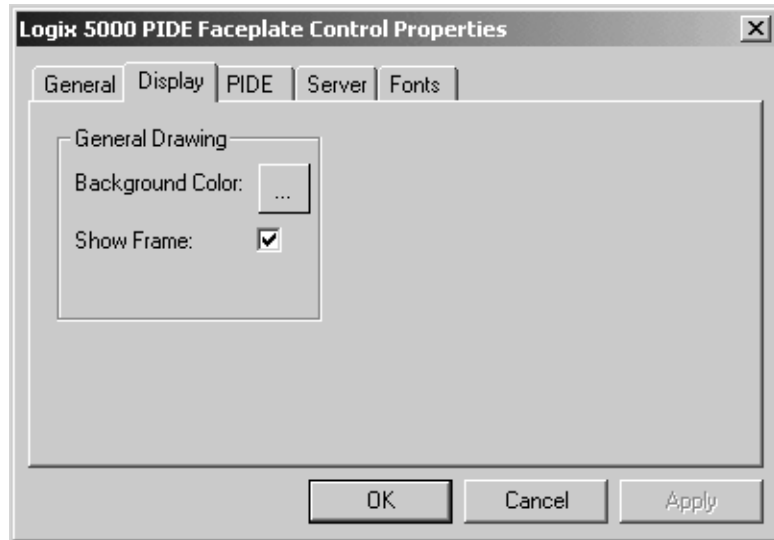 Logix 5000 PIDE Faceplate Control Properties
General Display PIDE Server Fonts
General Drawing
Background Color: ...
Show Frame:
OK Cancel Apply